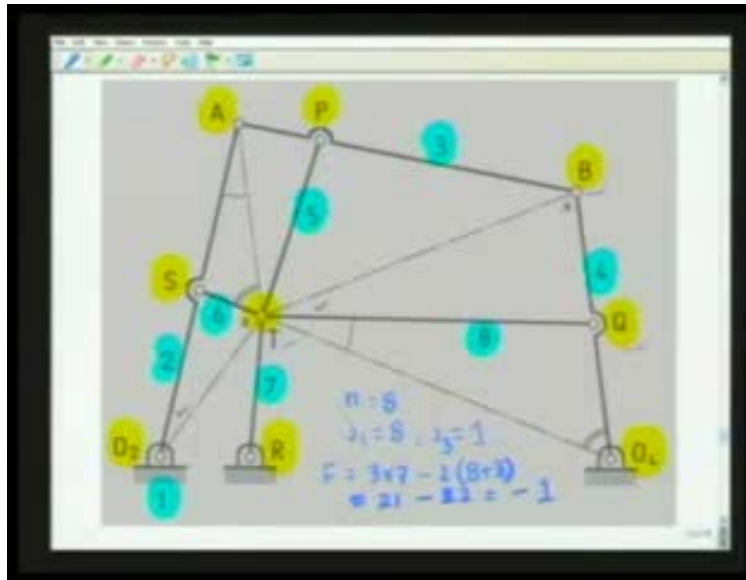 A
P
3
B
5
S
4
6
Q
2
8
7
n = 8
O₂
R
j₁ = 8 , j₃ = 1
O₄
F = 3×7 - 2(8+3)
= 21 - 22 = - 1
1